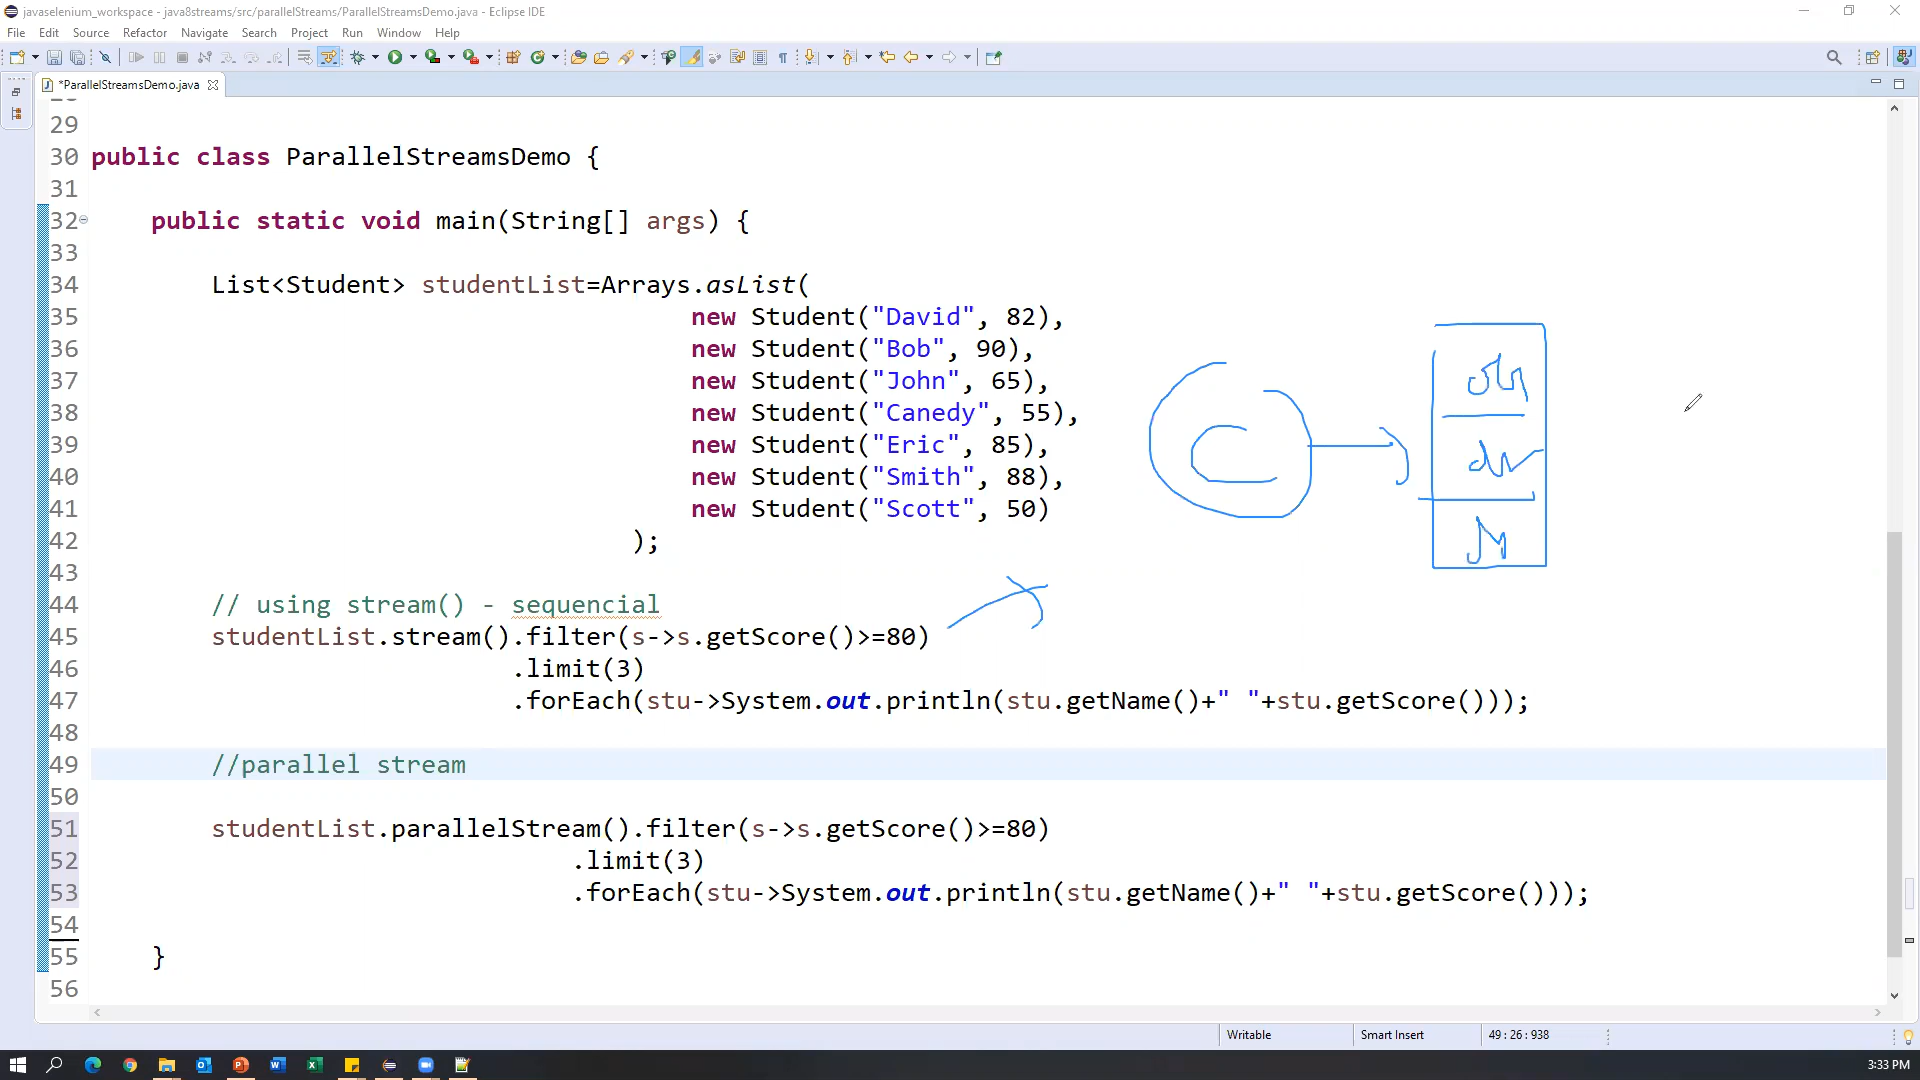 javaselenium_workspace - java8streams/src/parallelStreams/ParallelStreamsDemo.java - Eclipse IDE
File Edit Source Refactor Navigate Search Project Run Window Help
*ParallelStreamsDemo.java
29
30 public class ParallelStreamsDemo {
31
32 public static void main(String[] args) {
33
34 List<Student> studentList=Arrays.asList(
35 new Student("David", 82),
36 new Student("Bob", 90),
37 new Student("John", 65),
38 new Student("Canedy", 55),
39 new Student("Eric", 85),
40 new Student("Smith", 88),
41 new Student("Scott", 50)
42 );
43
44 // using stream() - sequencial
45 studentList.stream().filter(s->s.getScore()>=80)
46 .limit(3)
47 .forEach(stu->System.out.println(stu.getName()+" "+stu.getScore()));
48
49 //parallel stream
50
51 studentList.parallelStream().filter(s->s.getScore()>=80)
52 .limit(3)
53 .forEach(stu->System.out.println(stu.getName()+" "+stu.getScore()));
54
55 }
56
Writable Smart Insert 49 : 26 : 938
3:33 PM